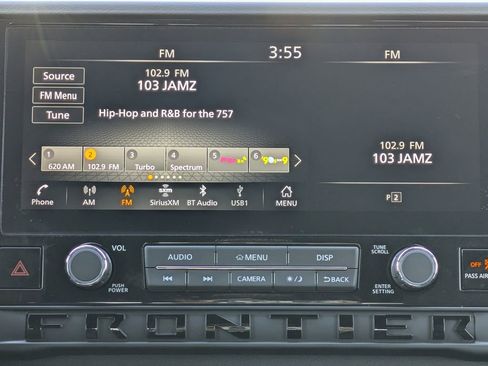 FM 3:55 FM
Source
102.9 FM
103 JAMZ
FM Menu
Tune
Hip-Hop and R&B for the 757
102.9 FM
103 JAMZ
1 2 3 4 5 6
620 AM 102.9 FM Turbo Spectrum
Phone AM FM SiriusXM BT Audio USB1 MENU
P 2
VOL
PUSH
POWER
AUDIO MENU DISP
CAMERA BACK
TUNE
SCROLL
ENTER
SETTING
OFF
PASS AIR
FRONTIER